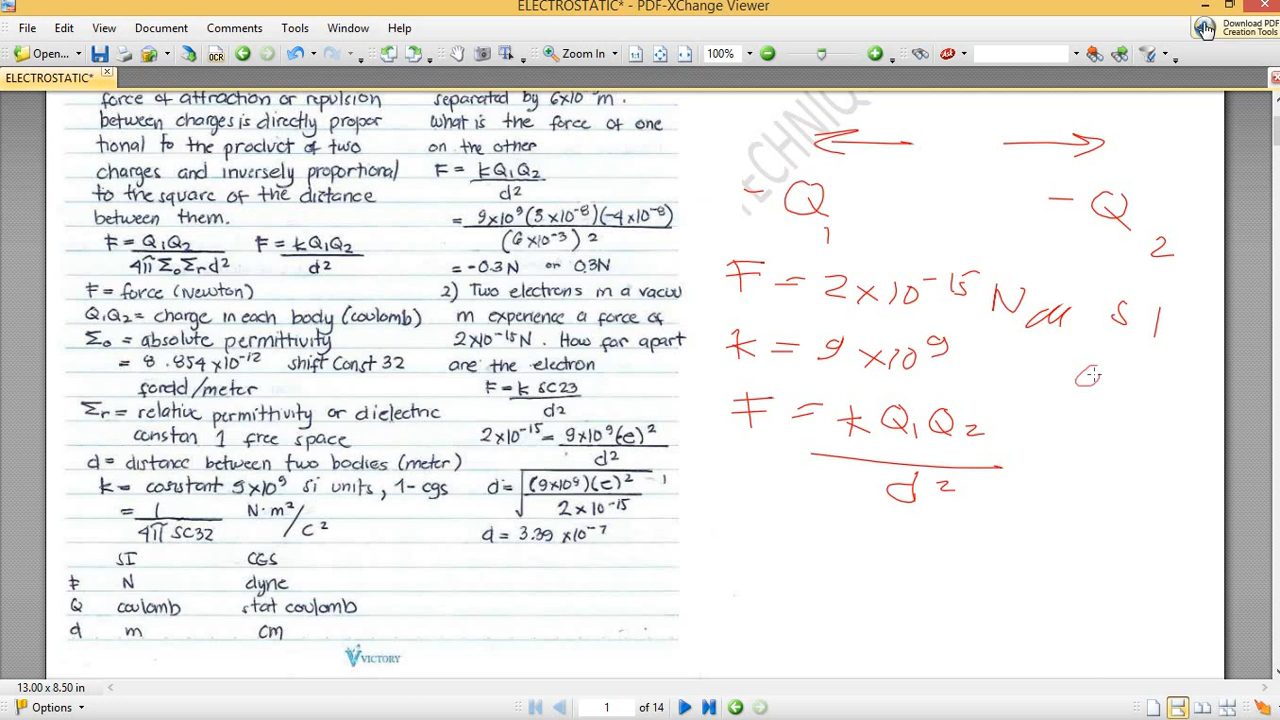 ELECTROSTATIC* - PDF-XChange Viewer
File Edit View Document Comments Tools Window Help
Open... OCR Zoom In 100%
Download PDF
Creation Tools
ELECTROSTATIC*
force of attraction or repulsion
between charges is directly propor
tional to the product of two
charges and inversely proportional
to the square of the distance
between them.
F = Q1Q2 / 4π Σo Σr d² F = kQ1Q2 / d²
F = force (Newton)
Q1Q2 = charge in each body (coulomb)
Σo = absolute permittivity
= 8.854x10⁻¹² shift Const 32
farad/meter
Σr = relative permittivity or dielectric
constan 1 free space
d = distance between two bodies (meter)
k = constant 9x10⁹ si units, 1-cgs
= 1 / 4π SC32 N·m²/C²
SI CGS
F N dyne
Q coulomb stat coulomb
d m cm
separated by 6x10 m.
what is the force of one
on the other
F = kQ1Q2 / d²
= 9x10⁹(3x10⁻⁸)(-4x10⁻⁸) / (6x10⁻³)²
= -0.3N or 0.3N
2) Two electrons in a vacuu
m experience a force of
2x10⁻¹⁵N. How far apart
are the electron
F = k SC23 / d²
2x10⁻¹⁵ = 9x10⁹(e)² / d²
d = √(9x10⁹)(e)² / 2x10⁻¹⁵
d = 3.39 x10⁻⁷
VICTORY
TECHNIQ
- Q1 - Q2
F = 2x10⁻¹⁵ N
S I
k = 9x10⁹
F = kQ1Q2 / d²
13.00 x 8.50 in
Options 1 of 14